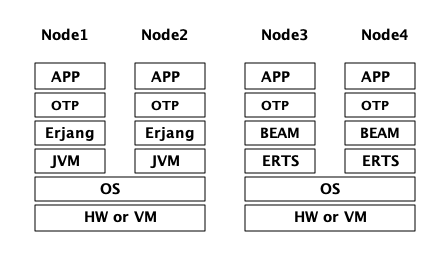 Node1 Node2 Node3 Node4
APP APP APP APP
OTP OTP OTP OTP
Erjang Erjang BEAM BEAM
JVM JVM ERTS ERTS
OS OS
HW or VM HW or VM